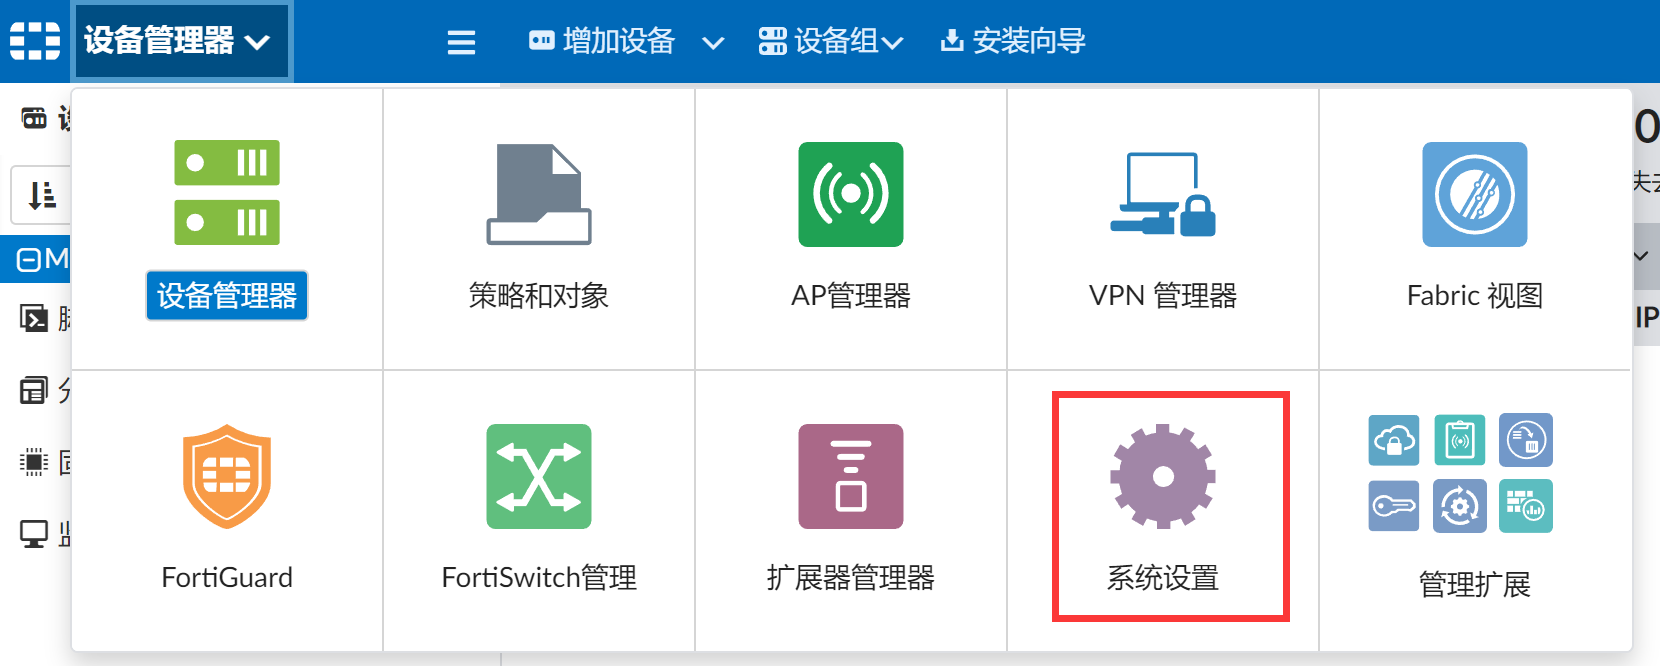 设备管理器
增加设备
设备组
安装向导
设备管理器
策略和对象
AP管理器
VPN 管理器
Fabric 视图
IP
FortiGuard
FortiSwitch管理
扩展器管理器
系统设置
管理扩展